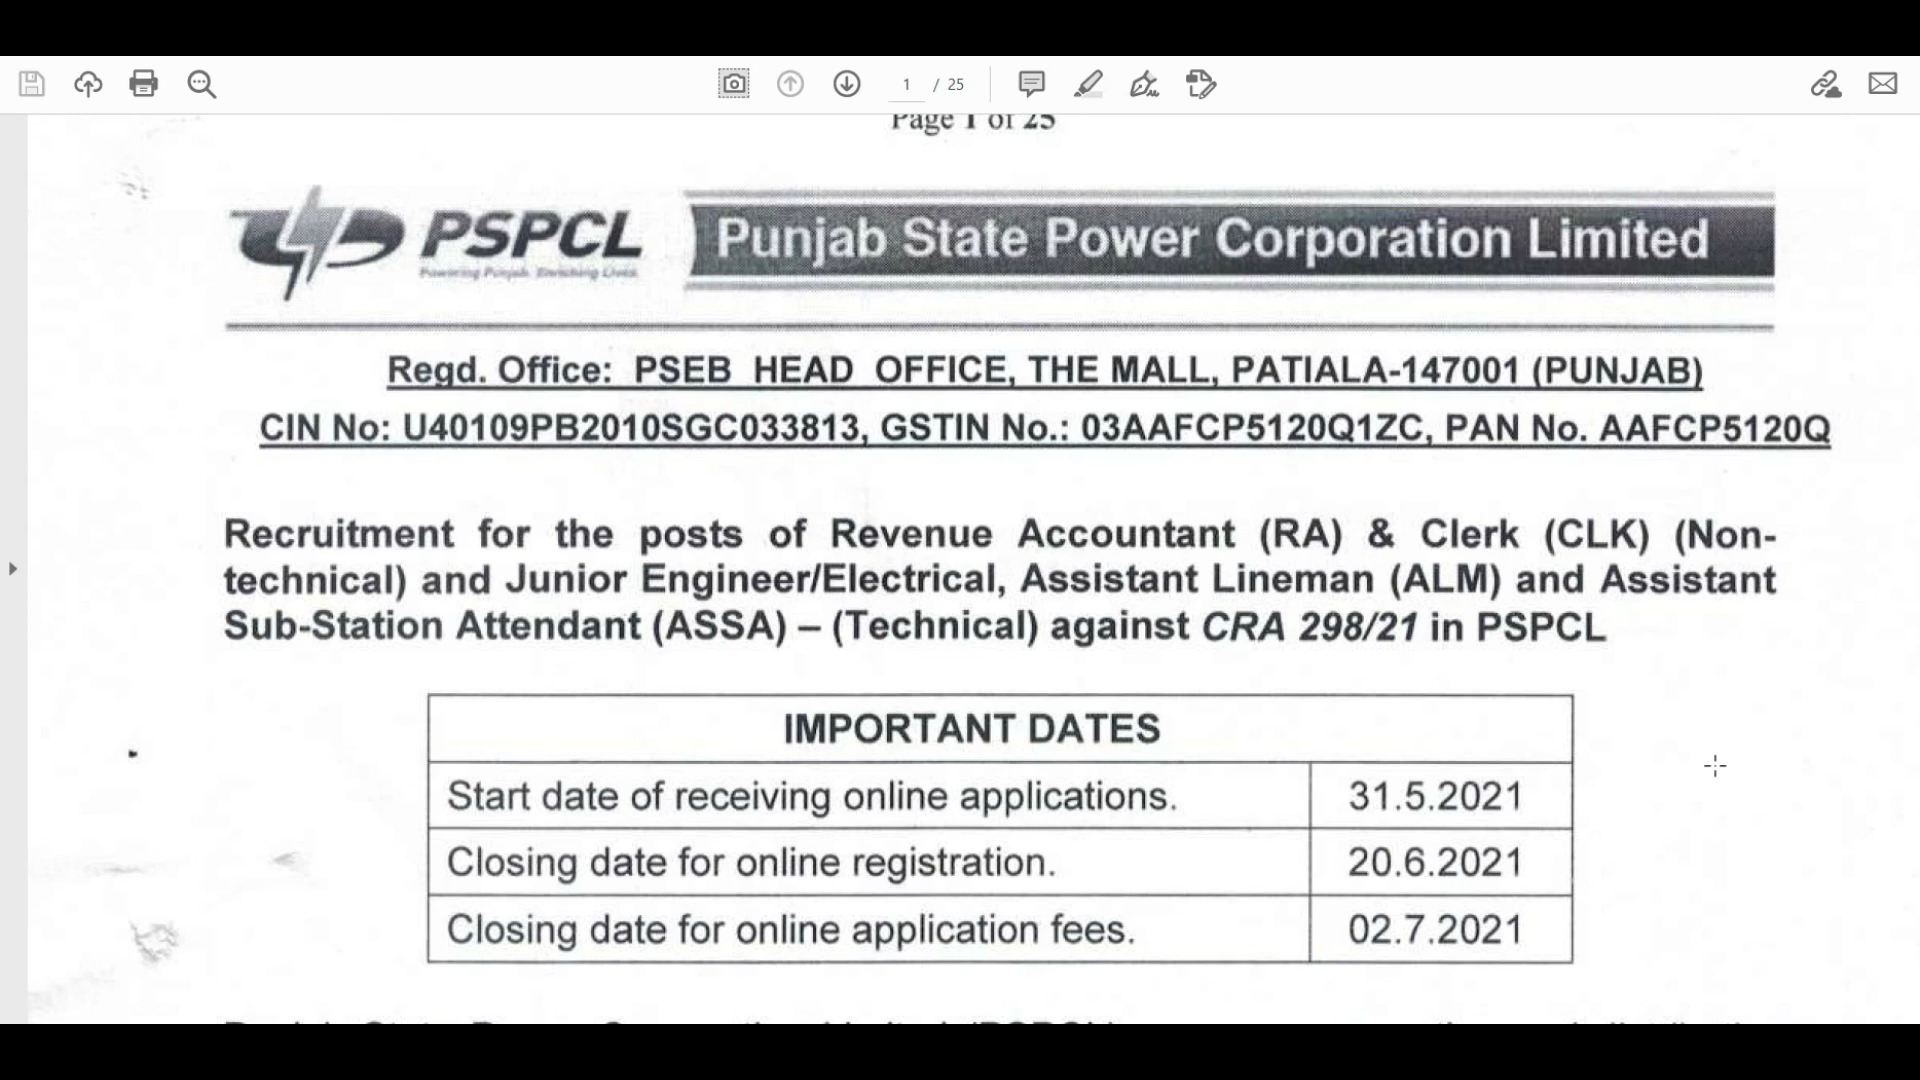 1 / 25
Page 1 of 25
PSPCL
Powering Punjab. Enriching Lives.
Punjab State Power Corporation Limited
Regd. Office: PSEB HEAD OFFICE, THE MALL, PATIALA-147001 (PUNJAB)
CIN No: U40109PB2010SGC033813, GSTIN No.: 03AAFCP5120Q1ZC, PAN No. AAFCP5120Q
Recruitment for the posts of Revenue Accountant (RA) & Clerk (CLK) (Non-
technical) and Junior Engineer/Electrical, Assistant Lineman (ALM) and Assistant
Sub-Station Attendant (ASSA) – (Technical) against CRA 298/21 in PSPCL
IMPORTANT DATES
Start date of receiving online applications. 31.5.2021
Closing date for online registration. 20.6.2021
Closing date for online application fees. 02.7.2021